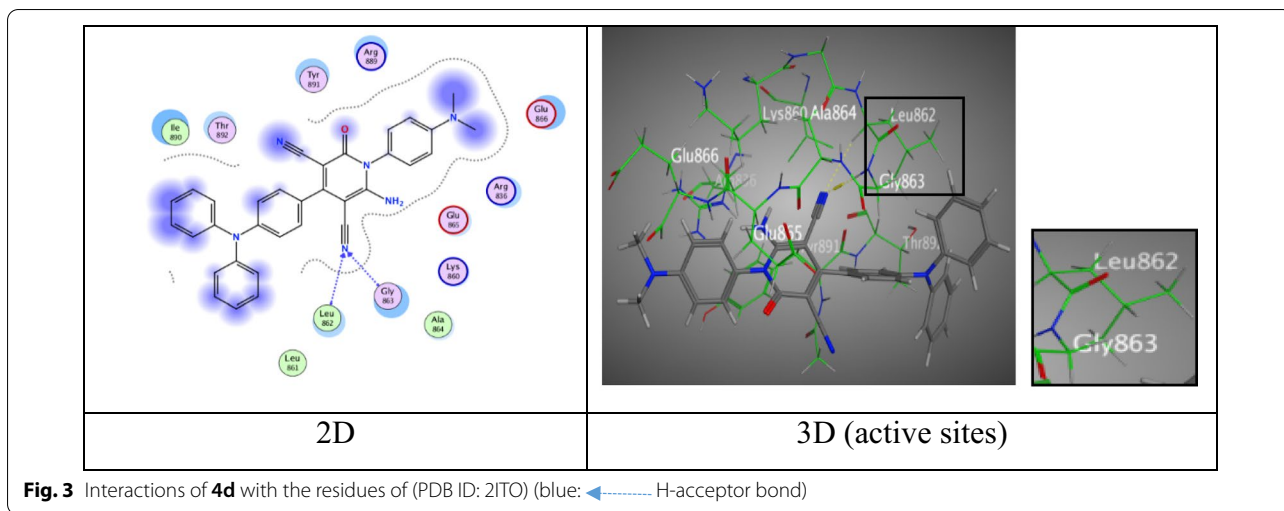 Arg
889
Tyr
891
Glu
866
Ile
890
Thr
892
N
O
N
N
Arg
836
NH₂
Glu
865
N
N
Lys
860
Gly
863
Leu
862
Ala
864
Leu
861
Lys860 Ala864 Leu862
Glu866
Gly863
Glu865
Leu862
Gly863
2D
3D (active sites)
Fig. 3 Interactions of 4d with the residues of (PDB ID: 2ITO) (blue: H-acceptor bond)